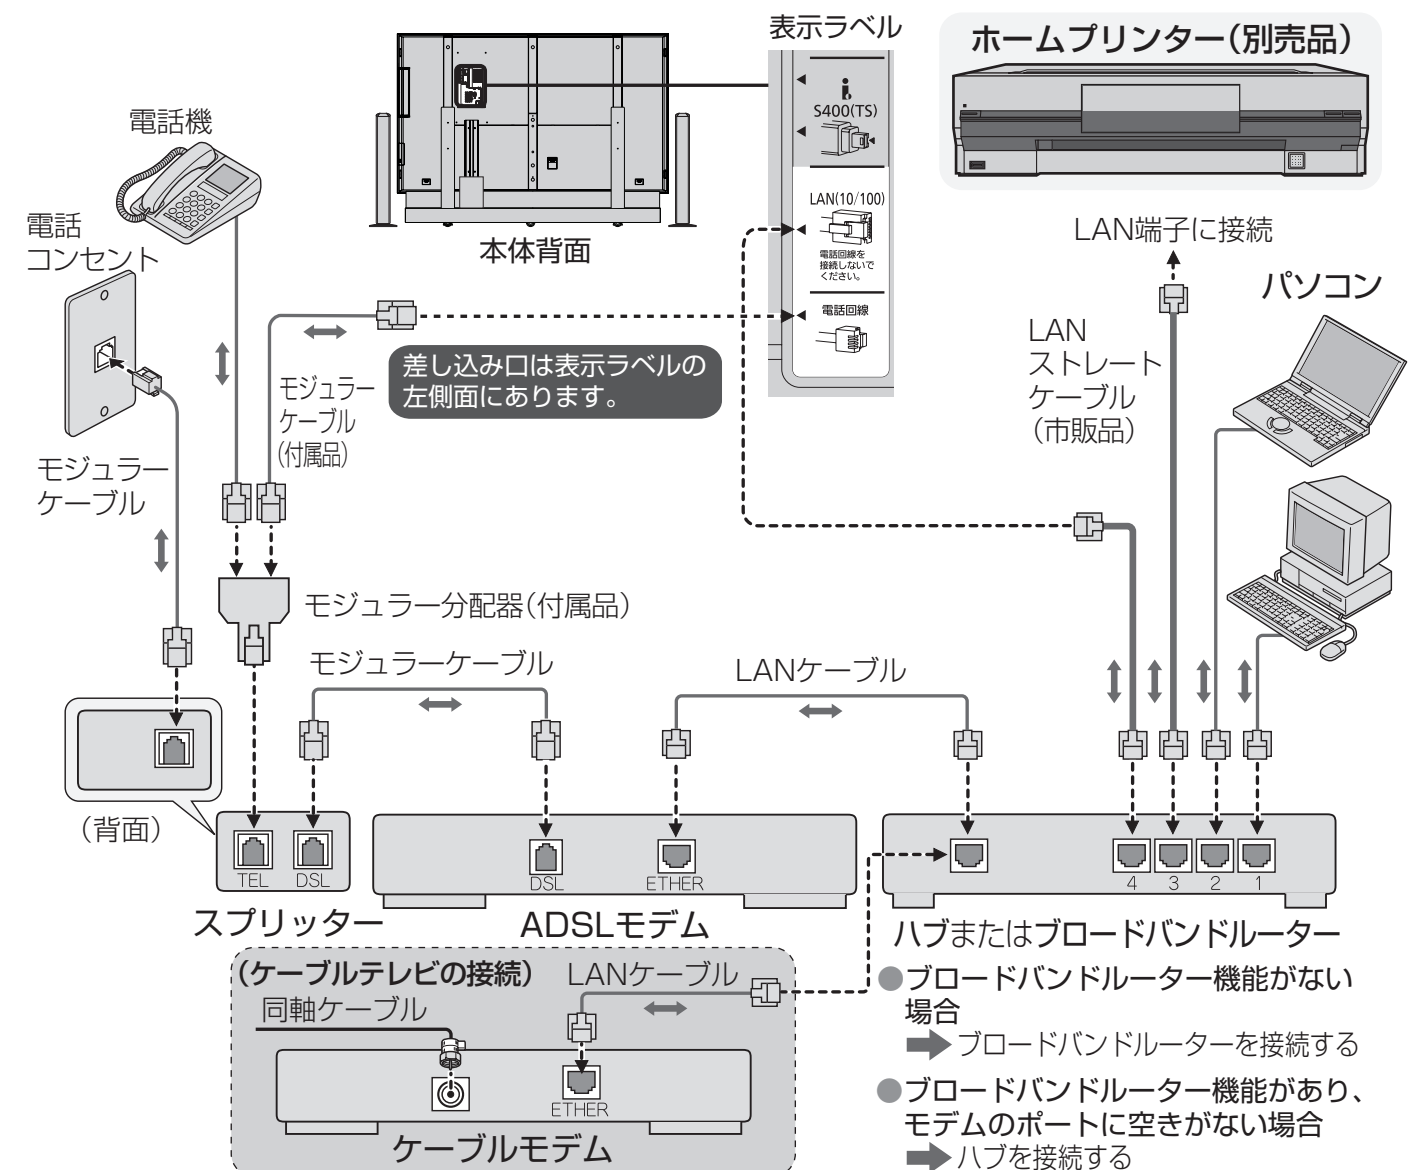 表示ラベル
ホームプリンター(別売品)
S400(TS)
電話機
LAN(10/100)
電話回線を
接続しないで
ください。
電話
コンセント
本体背面
LAN端子に接続
パソコン
電話回線
LAN
ストレート
ケーブル
(市販品)
差し込み口は表示ラベルの
左側面にあります。
モジュラー
ケーブル
(付属品)
モジュラー
ケーブル
モジュラー分配器(付属品)
モジュラーケーブル
LANケーブル
(背面)
TEL
DSL
DSL
ETHER
4
3
2
1
スプリッター
ADSLモデム
ハブまたはブロードバンドルーター
(ケーブルテレビの接続)
LANケーブル
同軸ケーブル
ETHER
ケーブルモデム
●ブロードバンドルーター機能がない
場合
➡ブロードバンドルーターを接続する
●ブロードバンドルーター機能があり、
モデムのポートに空きがない場合
➡ハブを接続する